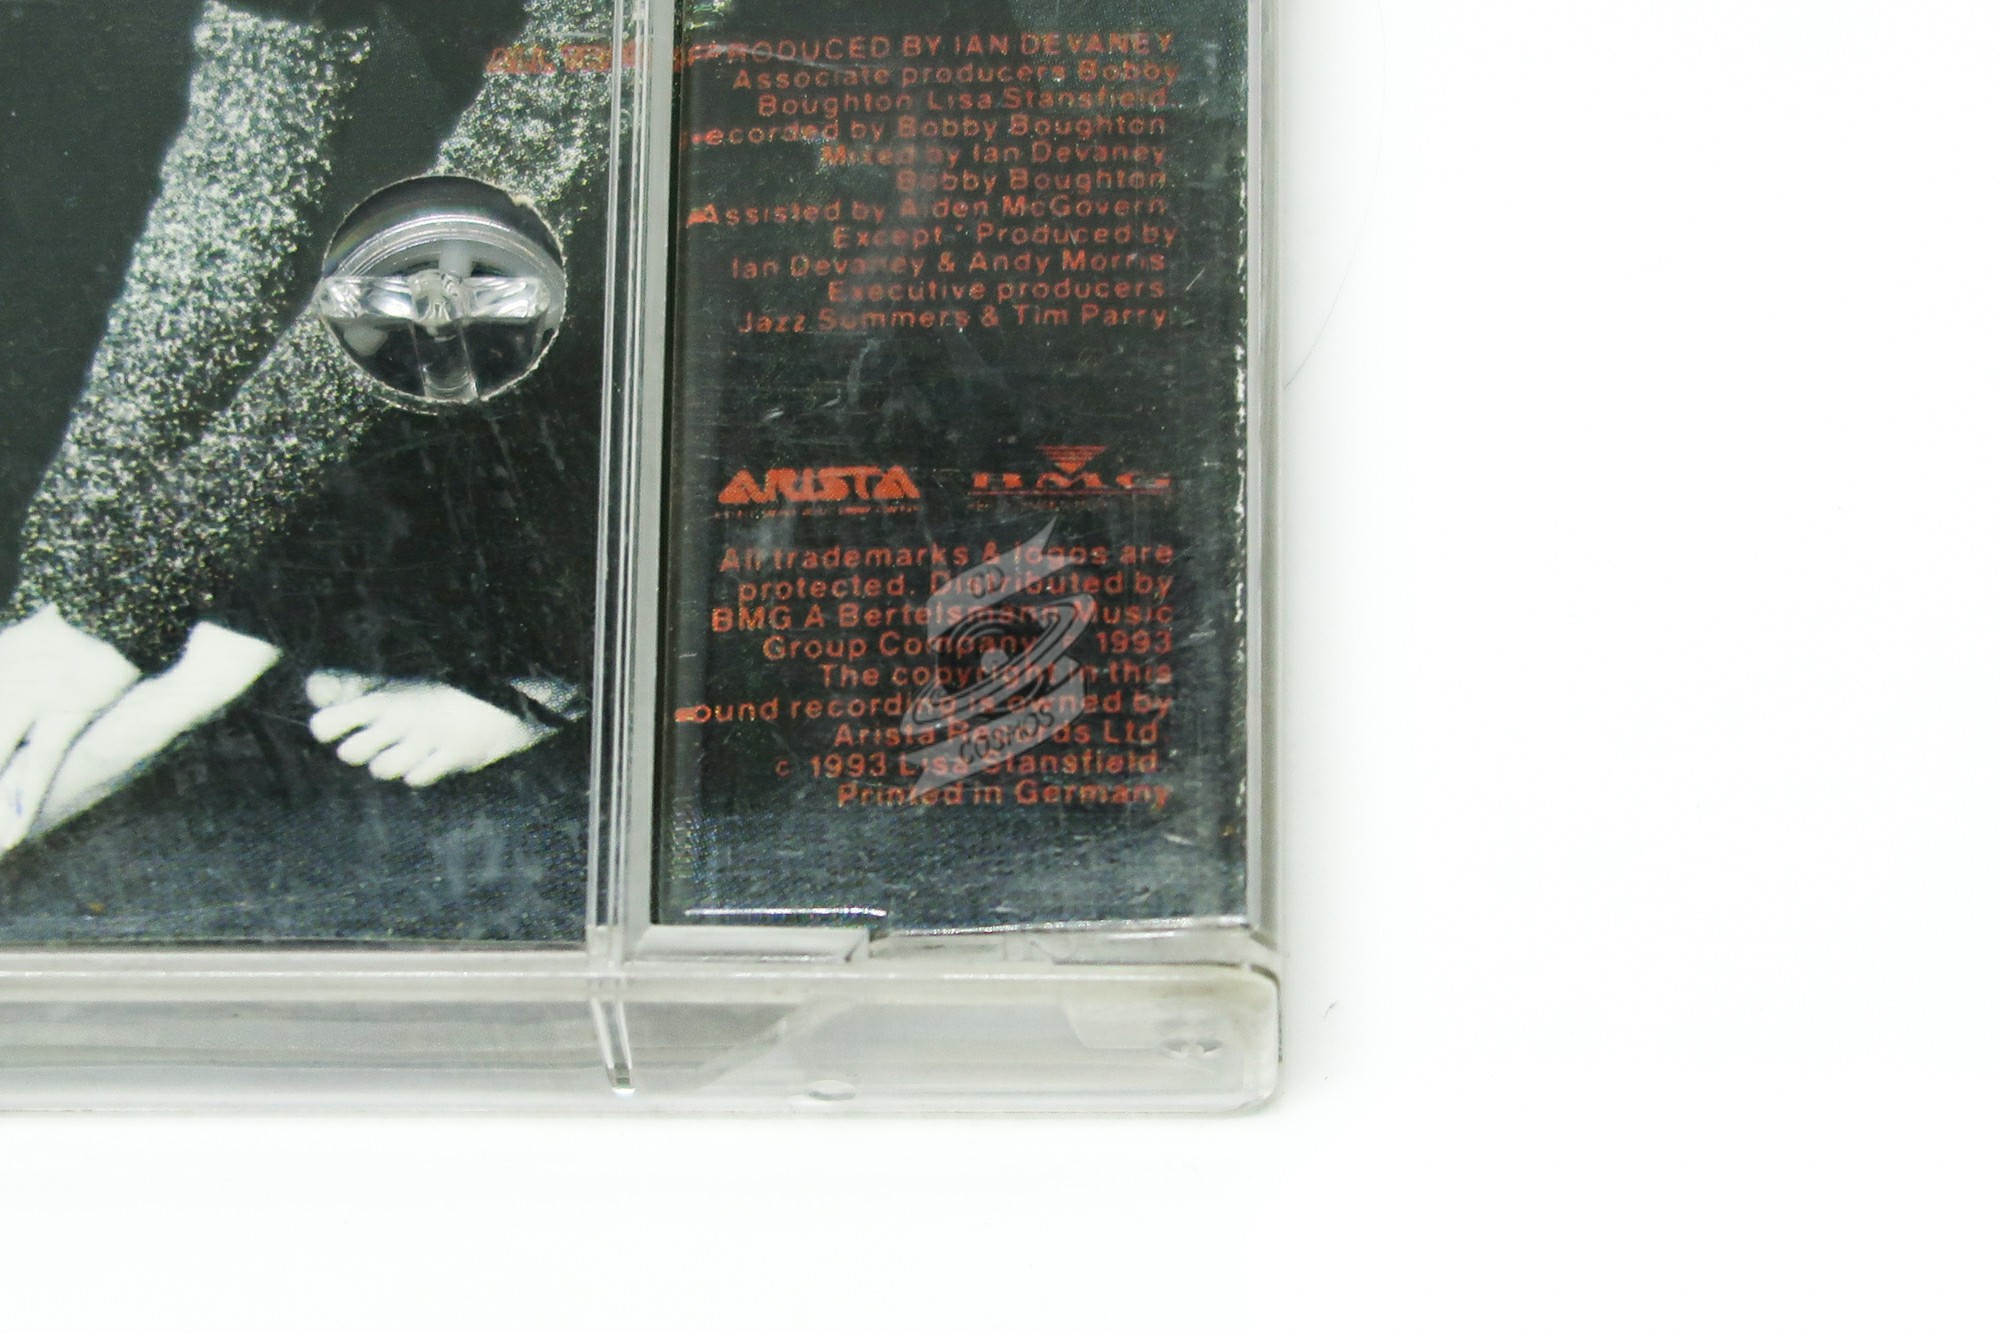 PRODUCED BY IAN DEVANEY
Associate producers Bobby
Boughton Lisa Stansfield
recorded by Bobby Boughton
Mixed by Ian Devaney
Bobby Boughton
Assisted by Aiden McGovern
Except * Produced by
Ian Devaney & Andy Morris
Executive producers
Jazz Summers & Tim Parry
ARISTA
BMG
All trademarks & logos are
protected. Distributed by
BMG A Bertelsmann Music
Group Company 1993
The copyright in this
sound recording is owned by
Arista Records Ltd.
c 1993 Lisa Stansfield.
Printed in Germany
CD
COSMOS